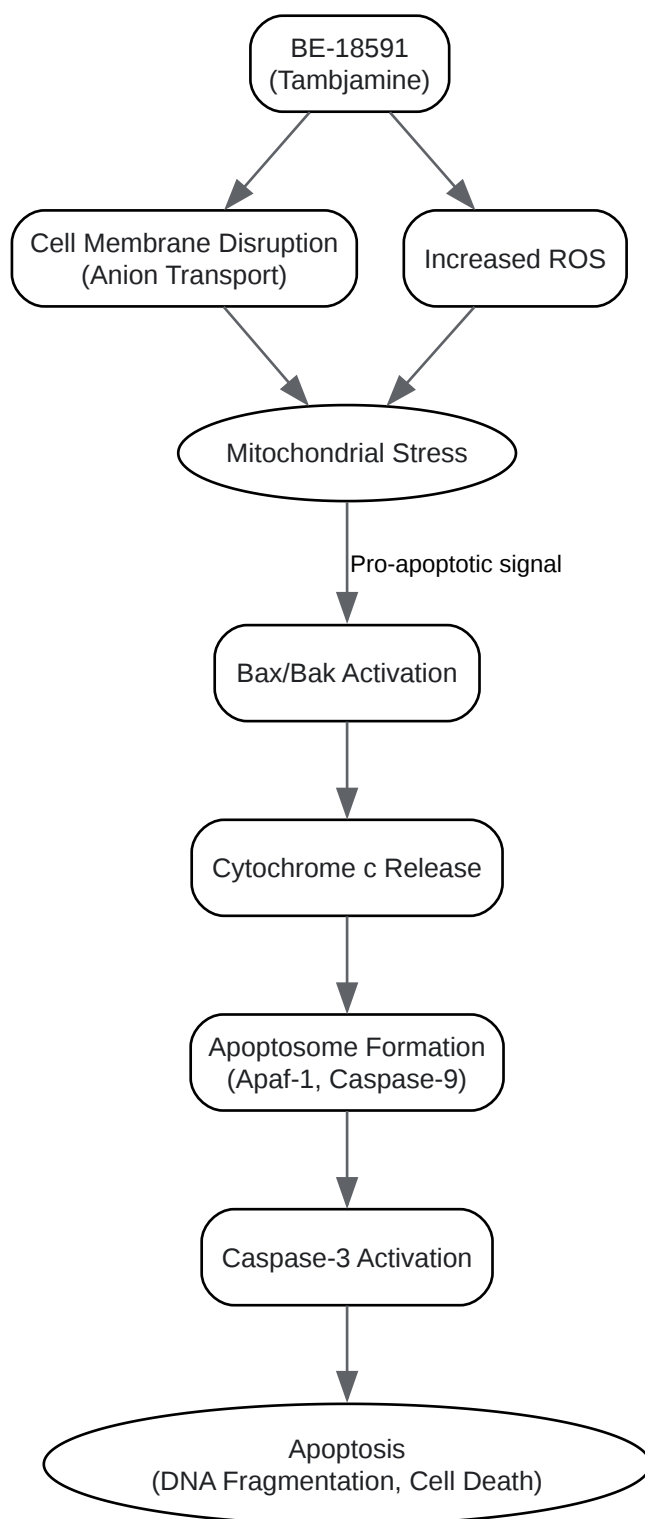 BE-18591
(Tambjamine)
Cell Membrane Disruption
(Anion Transport)
Increased ROS
Mitochondrial Stress
Pro-apoptotic signal
Bax/Bak Activation
Cytochrome c Release
Apoptosome Formation
(Apaf-1, Caspase-9)
Caspase-3 Activation
Apoptosis
(DNA Fragmentation, Cell Death)